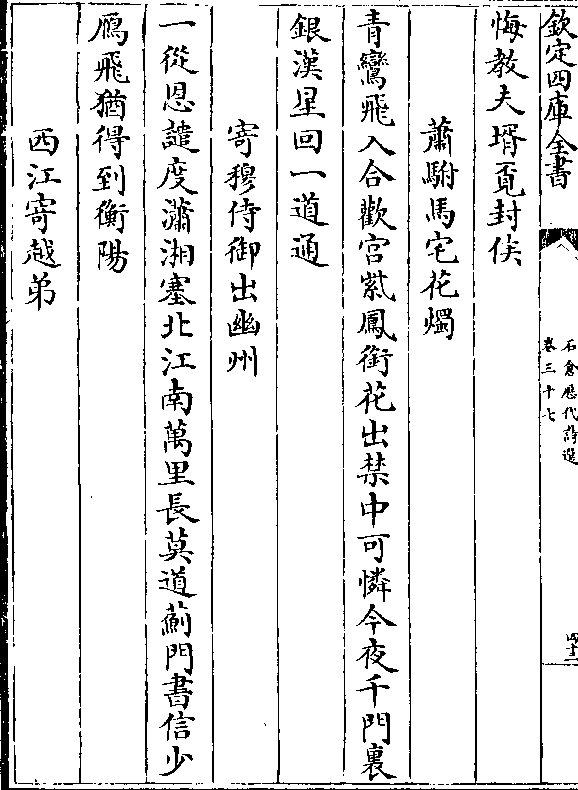 欽定四庫全書
石倉歷代詩選
卷三十七
四十二
悔教夫壻覓封侯
蕭駙馬宅花燭
青鸞飛入合歡宮紫鳳銜花出禁中可憐今夜千門裏
銀漢星回一道通
寄穆侍御出幽州
一從恩譴度瀟湘塞北江南萬里長莫道薊門書信少
鴈飛猶得到衡陽
西江寄越弟